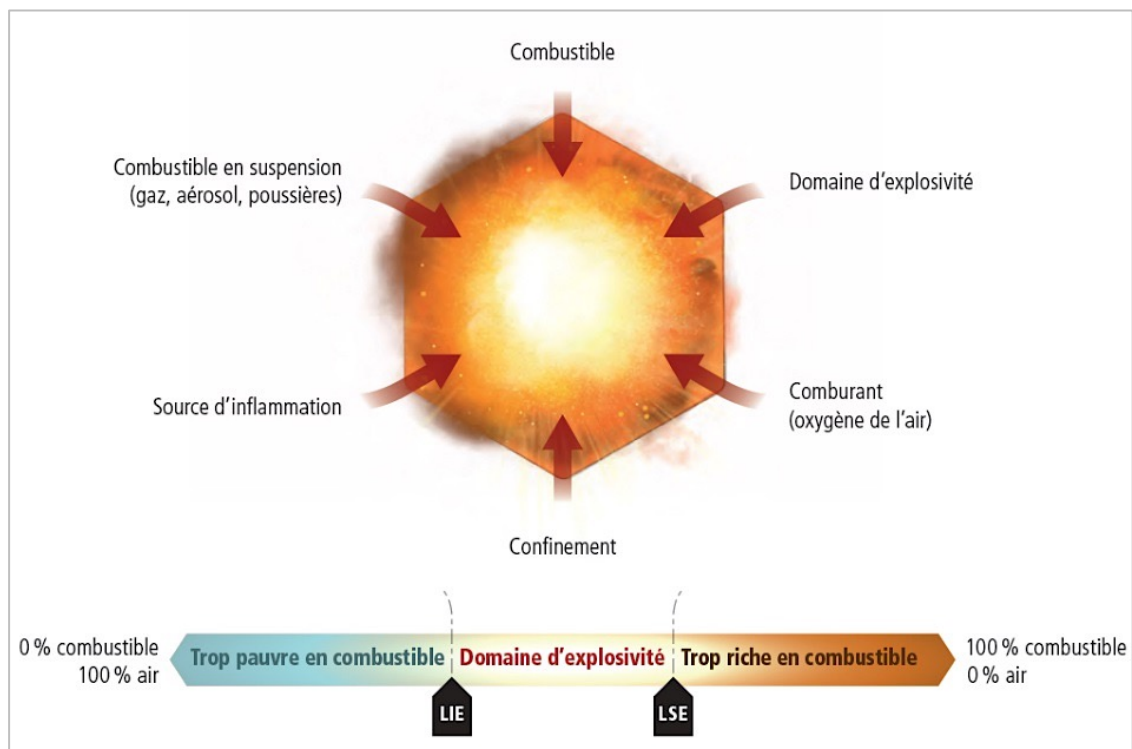 Combustible
Combustible en suspension
(gaz, aérosol, poussières)
Domaine d’explosivité
Source d’inflammation
Comburant
(oxygène de l’air)
Confinement
0 % combustible
100 % air
Trop pauvre en combustible
Domaine d’explosivité
Trop riche en combustible
100 % combustible
0 % air
LIE
LSE